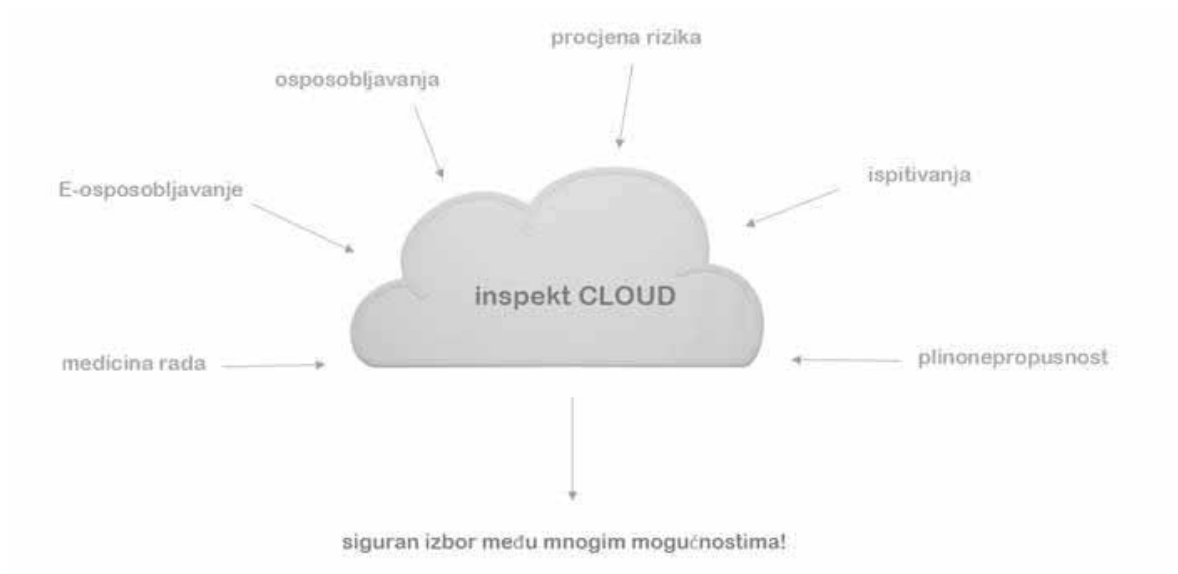 procjena rizika
osposobljavanja
ispitivanja
E-osposobljavanje
inspekt CLOUD
medicina rada
plinonepropusnost
siguran izbor među mnogim mogućnostima!